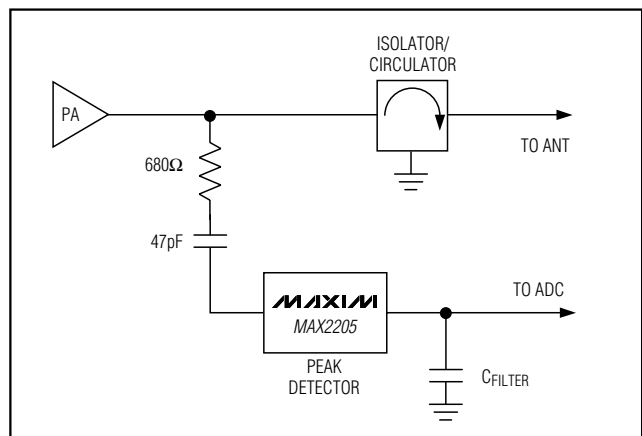 ISOLATOR/
CIRCULATOR
PA
TO ANT
680Ω
47pF
MAXIM
MAX2205
TO ADC
PEAK
DETECTOR
CFILTER